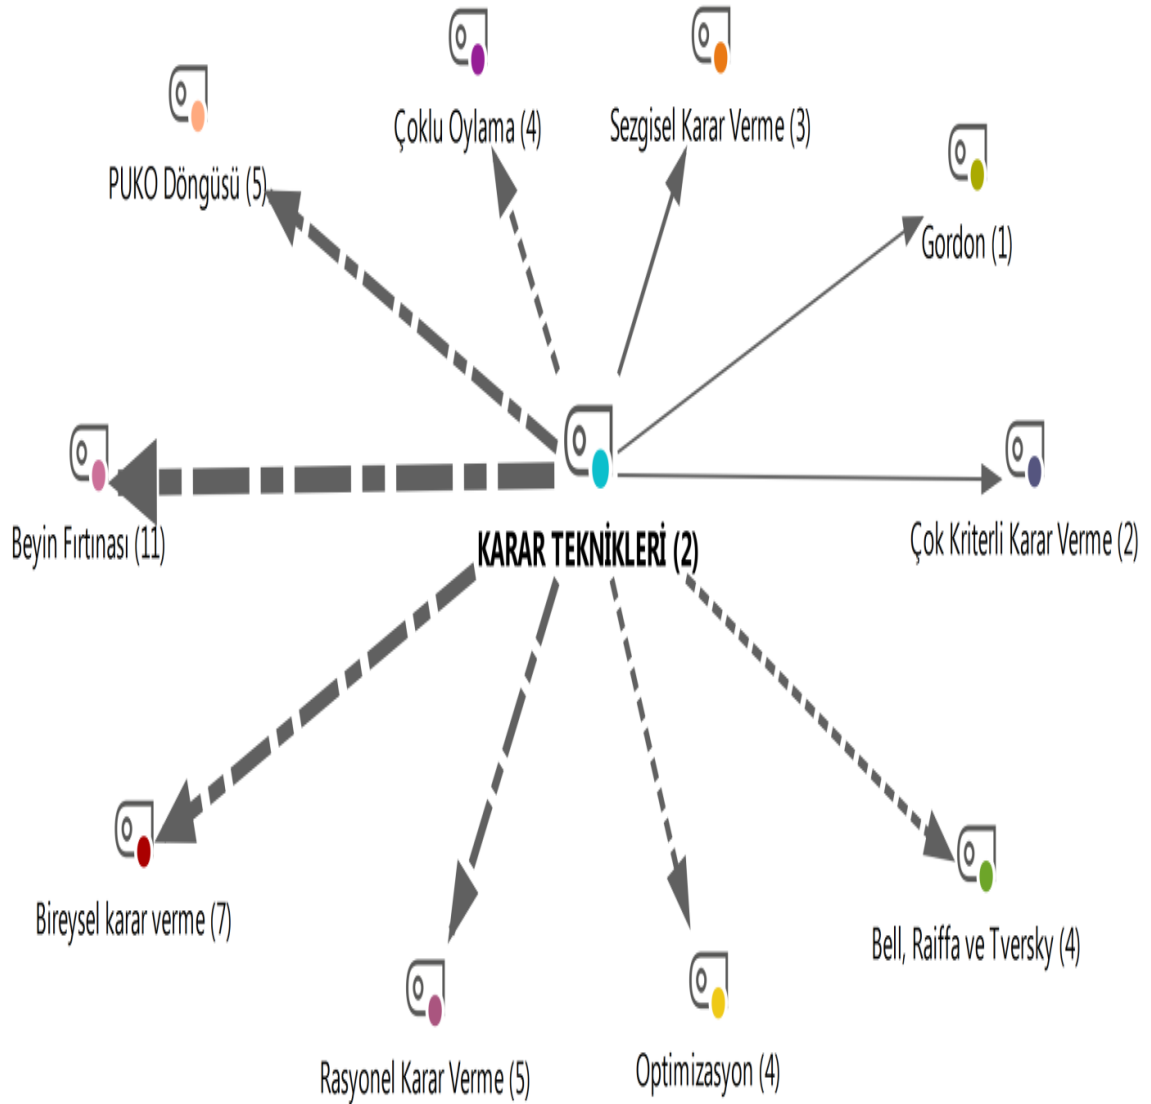 Çoklu Oylama (4)
Sezgisel Karar Verme (3)
PUKO Döngüsü (5)
Gordon (1)
Beyin Fırtınası (11)
KARAR TEKNİKLERİ (2)
Çok Kriterli Karar Verme (2)
Bireysel karar verme (7)
Bell, Raiffa ve Tversky (4)
Rasyonel Karar Verme (5)
Optimizasyon (4)